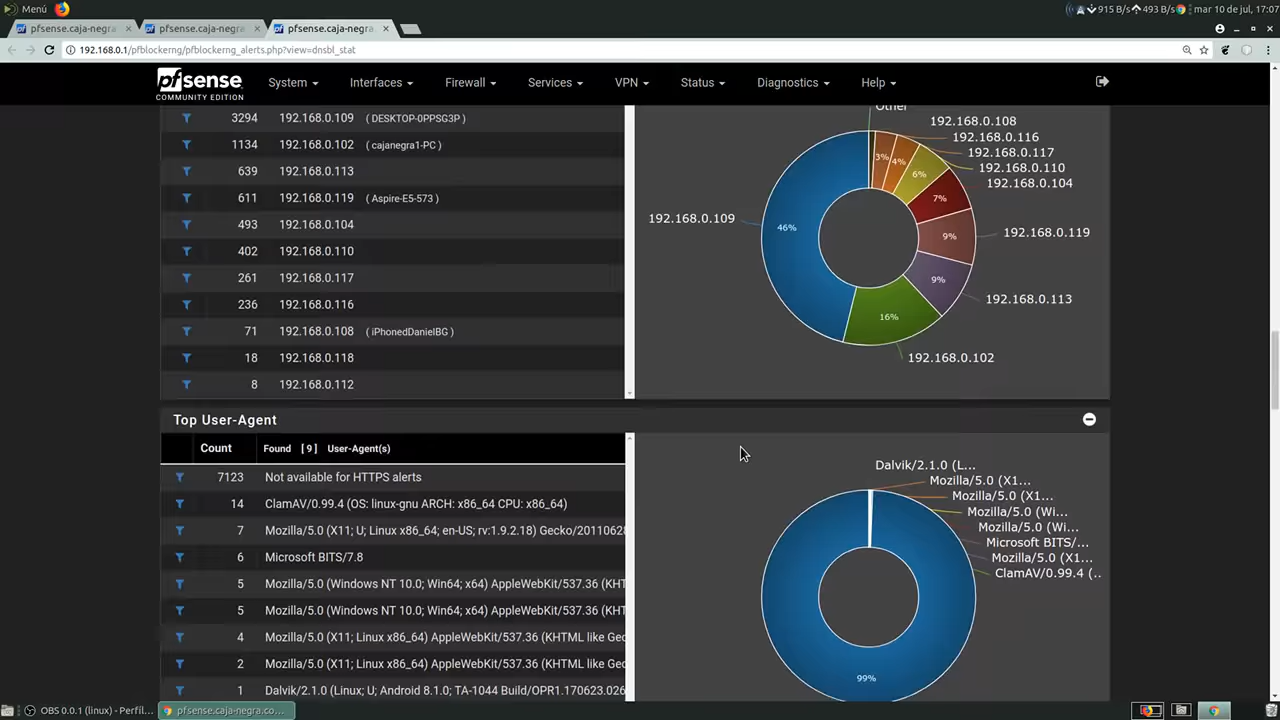 Menú
915 B/s 493 B/s mar 10 de jul, 17:07
pfsense.caja-negra. × pfsense.caja-negra. × pfsense.caja-negra. ×
192.168.0.1/pfblockerng/pfblockerng_alerts.php?view=dnsbl_stat
pfsense
COMMUNITY EDITION
System Interfaces Firewall Services VPN Status Diagnostics Help
3294 192.168.0.109 ( DESKTOP-0PPSG3P )
1134 192.168.0.102 ( cajanegra1-PC )
639 192.168.0.113
611 192.168.0.119 ( Aspire-E5-573 )
493 192.168.0.104
402 192.168.0.110
261 192.168.0.117
236 192.168.0.116
71 192.168.0.108 ( iPhonedDanielBG )
18 192.168.0.118
8 192.168.0.112
Other
192.168.0.108
192.168.0.116
192.168.0.117
192.168.0.110
192.168.0.104
192.168.0.119
192.168.0.113
192.168.0.102
192.168.0.109
3%
4%
6%
7%
9%
9%
16%
46%
Top User-Agent
Count Found [ 9 ] User-Agent(s)
7123 Not available for HTTPS alerts
14 ClamAV/0.99.4 (OS: linux-gnu ARCH: x86_64 CPU: x86_64)
7 Mozilla/5.0 (X11; U; Linux x86_64; en-US; rv:1.9.2.18) Gecko/20110628
6 Microsoft BITS/7.8
5 Mozilla/5.0 (Windows NT 10.0; Win64; x64) AppleWebKit/537.36 (KHT
5 Mozilla/5.0 (Windows NT 10.0; Win64; x64) AppleWebKit/537.36 (KHT
4 Mozilla/5.0 (X11; Linux x86_64) AppleWebKit/537.36 (KHTML like Gec
2 Mozilla/5.0 (X11; Linux x86_64) AppleWebKit/537.36 (KHTML like Gec
1 Dalvik/2.1.0 (Linux; U; Android 8.1.0; TA-1044 Build/OPR1.170623.026
Dalvik/2.1.0 (L...
Mozilla/5.0 (X1...
Mozilla/5.0 (X1...
Mozilla/5.0 (Wi...
Mozilla/5.0 (Wi...
Microsoft BITS/...
Mozilla/5.0 (X1...
ClamAV/0.99.4 (..
99%
OBS 0.0.1 (linux) - Perfil... pfsense.caja-negra.co...